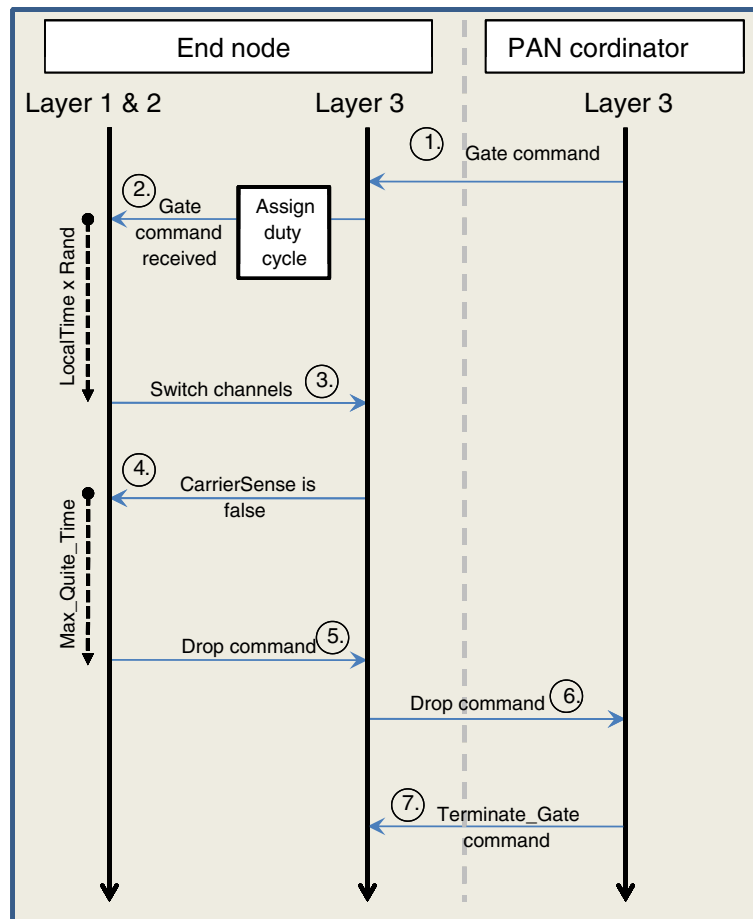 End node
PAN cordinator
Layer 1 & 2
Layer 3
Layer 3
1.
Gate command
2.
Gate
command
received
Assign
duty
cycle
LocalTime x Rand
Switch channels
3.
4.
CarrierSense is
false
Max_Quite_Time
Drop command
5.
Drop command
6.
7.
Terminate_Gate
command